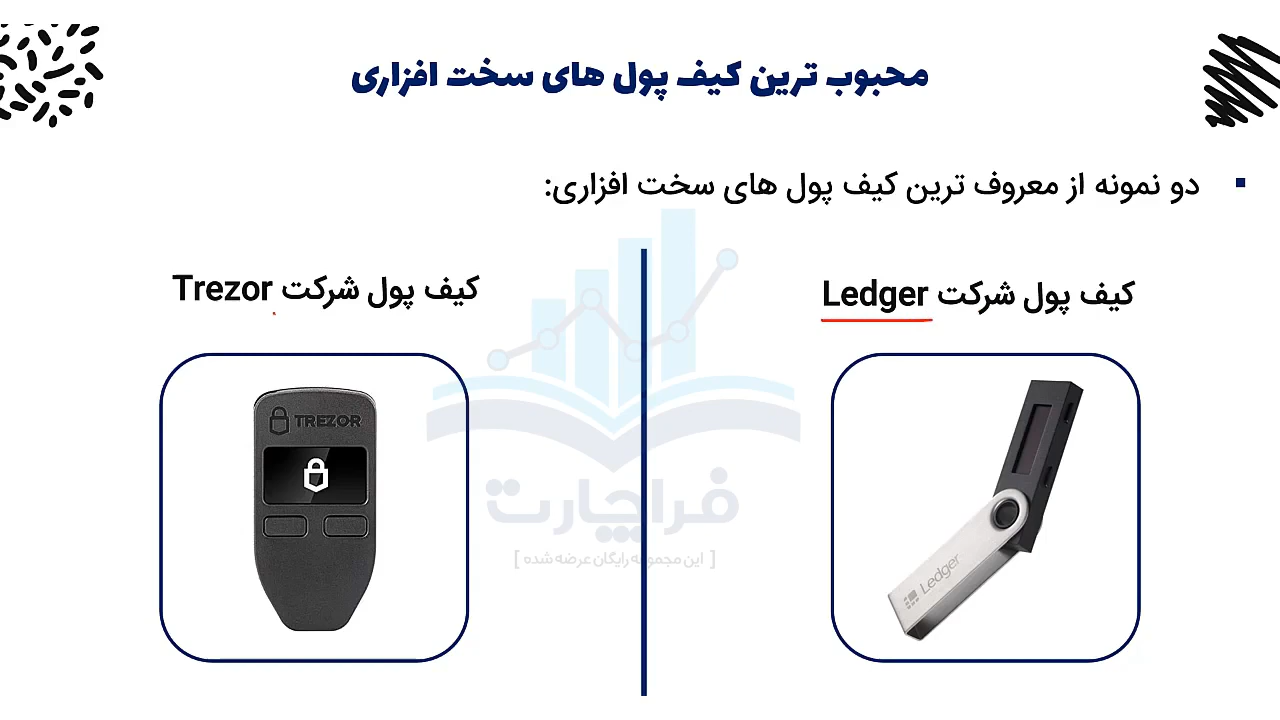 محبوب ترین کیف پول های سخت افزاری
دو نمونه از معروف ترین کیف پول های سخت افزاری:
کیف پول شرکت Ledger
کیف پول شرکت Trezor
TREZOR
Ledger
فراچارت
[ این مجموعه رایگان عرضه شده ]